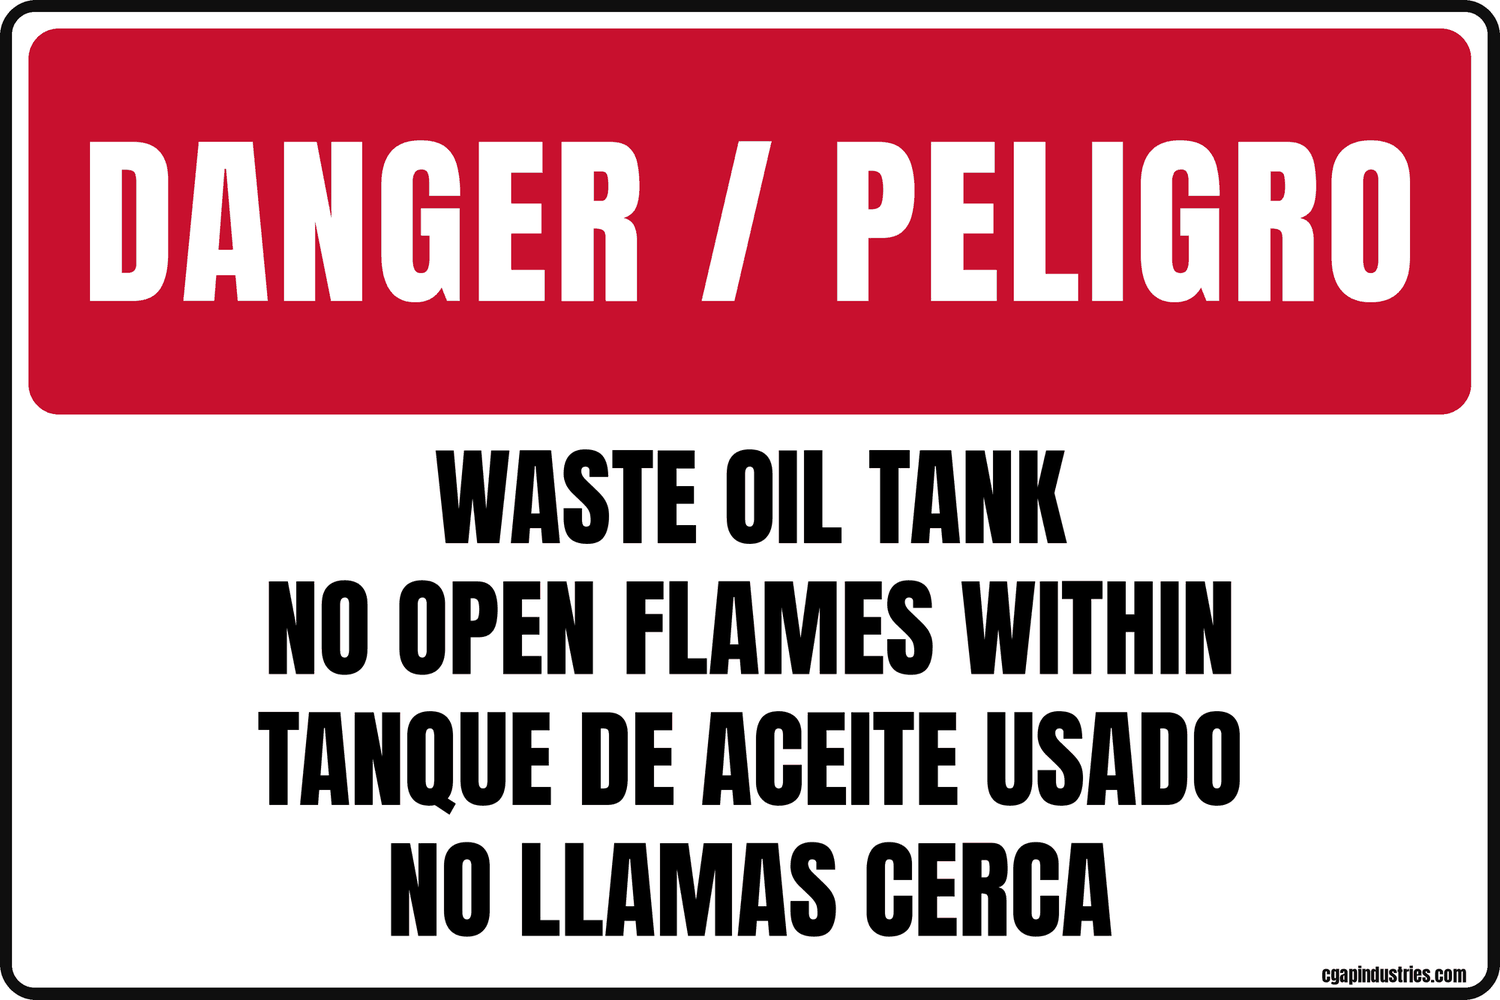 DANGER / PELIGRO
WASTE OIL TANK
NO OPEN FLAMES WITHIN
TANQUE DE ACEITE USADO
NO LLAMAS CERCA
cgapindustries.com